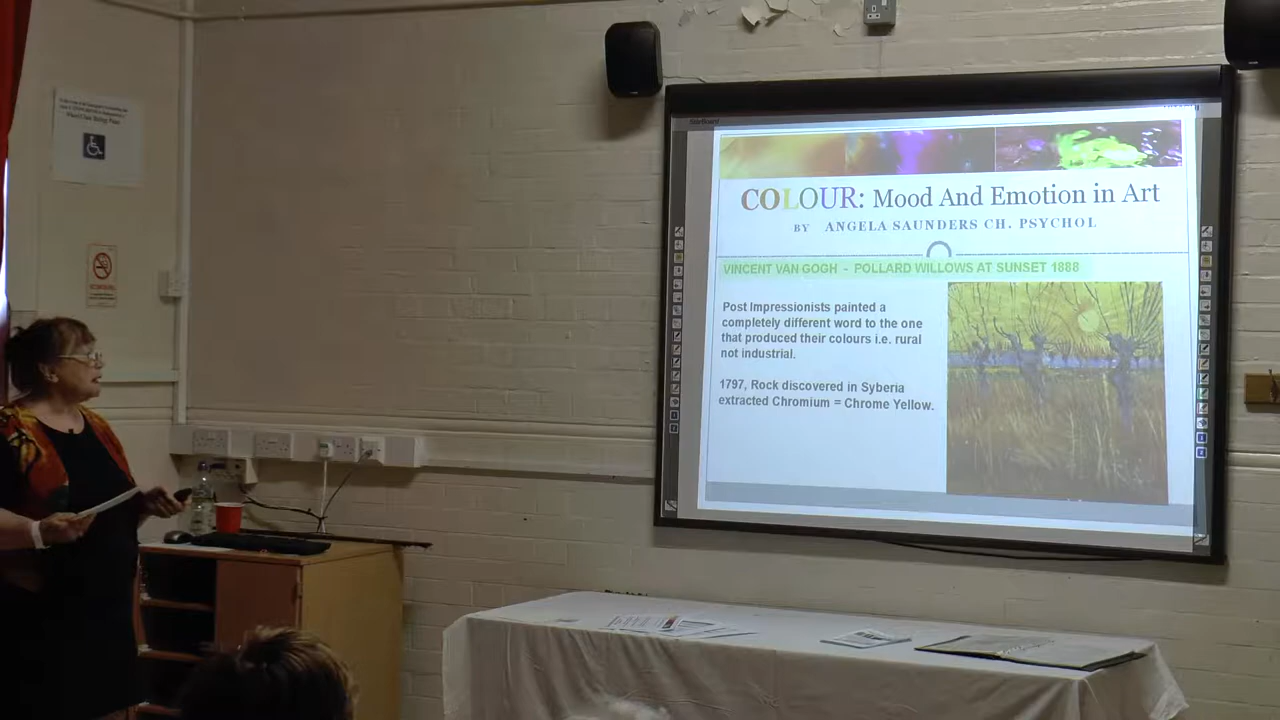 StarBoard
COLOUR: Mood And Emotion in Art
BY ANGELA SAUNDERS CH. PSYCHOL
VINCENT VAN GOGH - POLLARD WILLOWS AT SUNSET 1888
Post Impressionists painted a
completely different word to the one
that produced their colours i.e. rural
not industrial.
1797, Rock discovered in Syberia
extracted Chromium = Chrome Yellow.